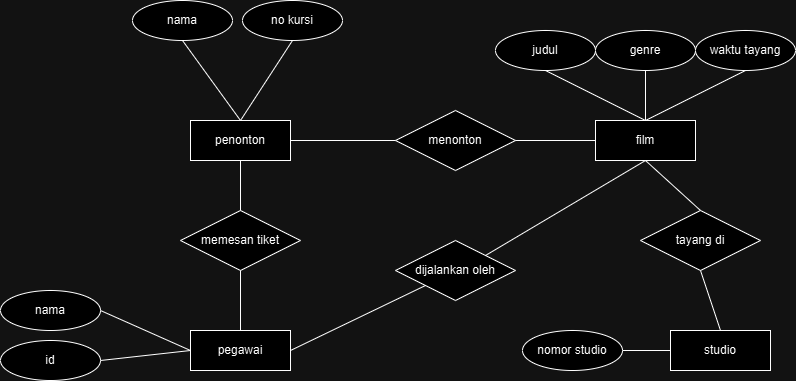 nama
no kursi
judul
genre
waktu tayang
penonton
menonton
film
memesan tiket
dijalankan oleh
tayang di
nama
id
pegawai
nomor studio
studio